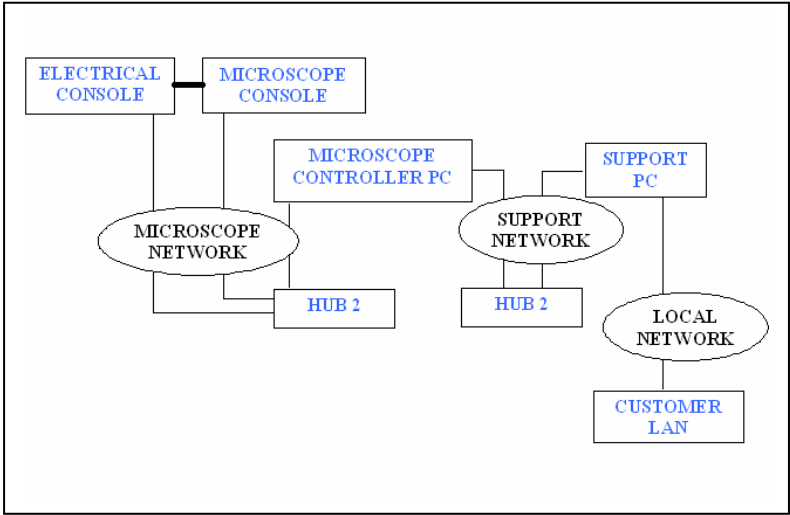 ELECTRICAL
CONSOLE
MICROSCOPE
CONSOLE
MICROSCOPE
CONTROLLER PC
SUPPORT
PC
MICROSCOPE
NETWORK
SUPPORT
NETWORK
HUB 2
HUB 2
LOCAL
NETWORK
CUSTOMER
LAN